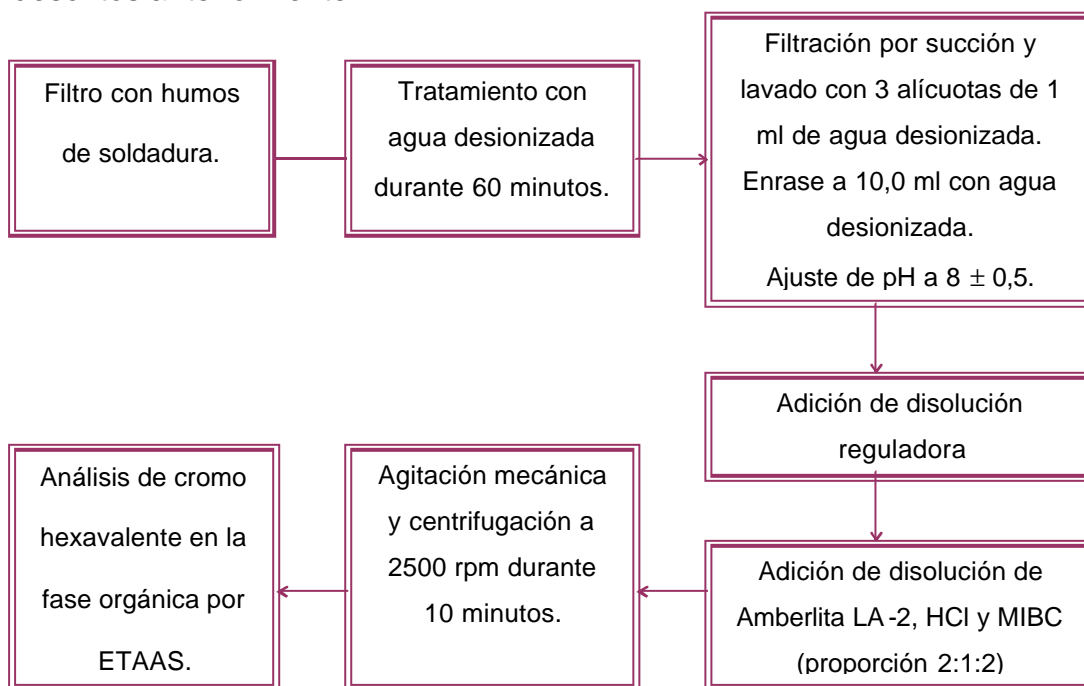 Filtro con humos
de soldadura.
Tratamiento con
agua desionizada
durante 60 minutos.
Filtración por succión y
lavado con 3 alícuotas de 1
ml de agua desionizada.
Enrase a 10,0 ml con agua
desionizada.
Ajuste de pH a 8 ± 0,5.
Adición de disolución
reguladora
Adición de disolución de
Amberlita LA-2, HCl y MIBC
(proporción 2:1:2)
Agitación mecánica
y centrifugación a
2500 rpm durante
10 minutos.
Análisis de cromo
hexavalente en la
fase orgánica por
ETAAS.